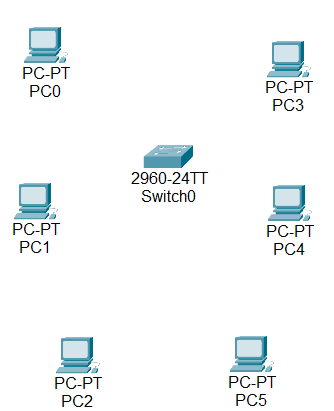 PC-PT
PC0
PC-PT
PC3
2960-24TT
Switch0
PC-PT
PC1
PC-PT
PC4
PC-PT
PC2
PC-PT
PC5